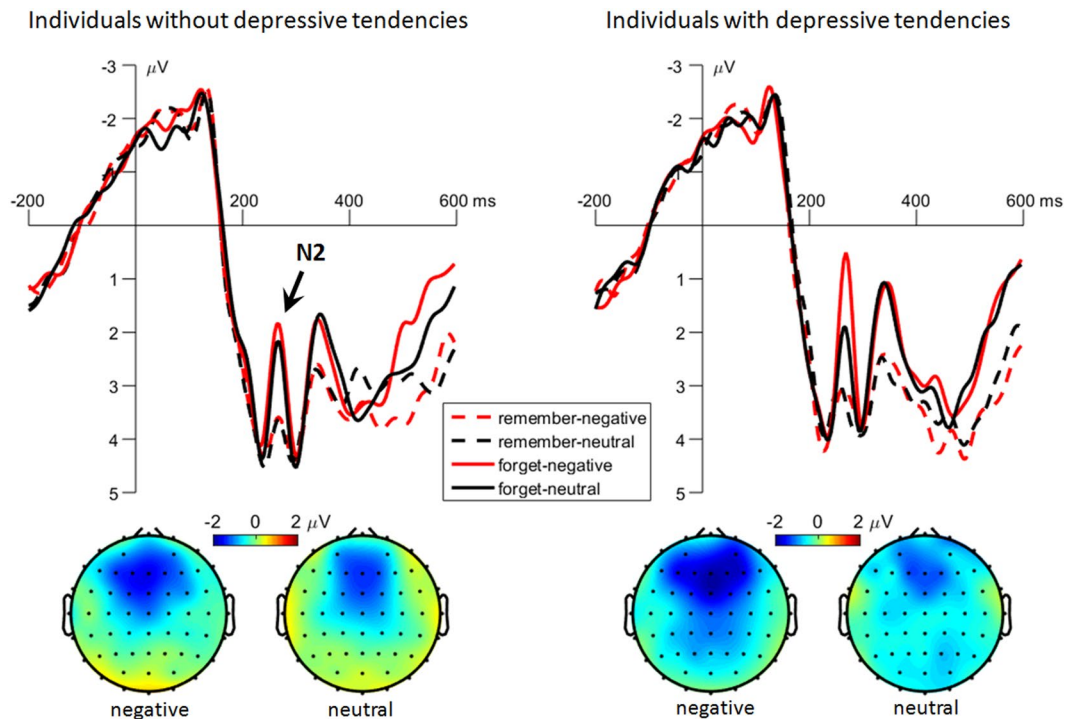 Individuals without depressive tendencies
Individuals with depressive tendencies
-3
μV
-2
-200
200
400
600 ms
N2
1
2
3
4
5
-3
μV
-2
-200
200
400
600 ms
1
2
3
4
5
remember-negative
remember-neutral
forget-negative
forget-neutral
-2 0 2 μV
negative
neutral
-2 0 2 μV
negative
neutral